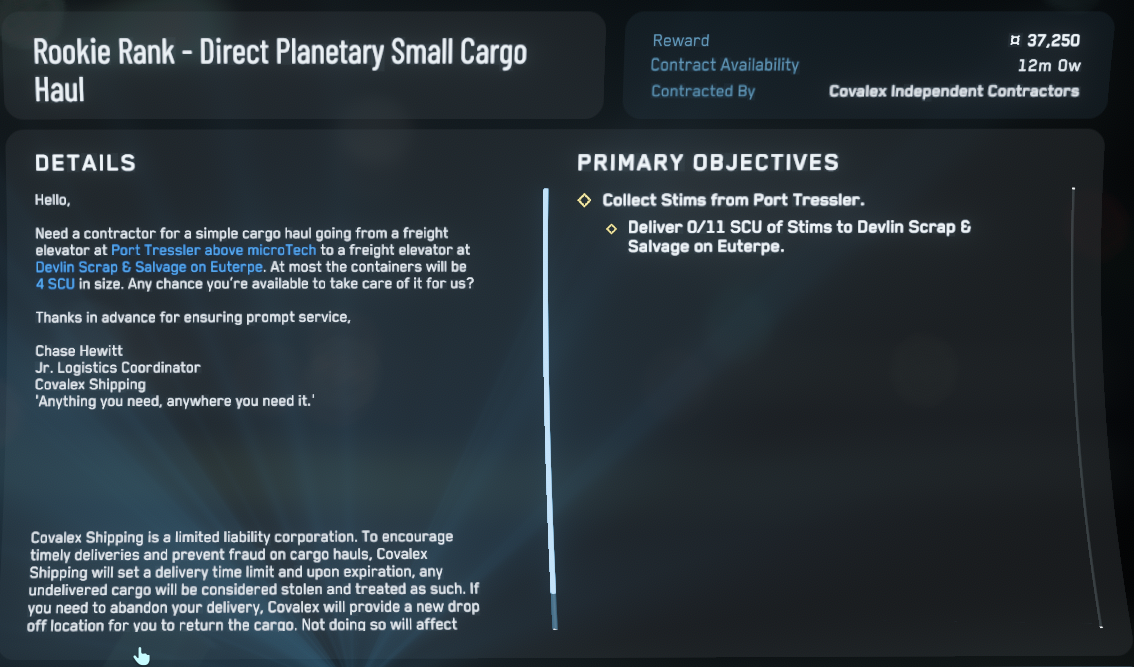 Rookie Rank - Direct Planetary Small Cargo
Haul
Reward ¤ 37,250
Contract Availability 12m 0w
Contracted By Covalex Independent Contractors
DETAILS
Hello,
Need a contractor for a simple cargo haul going from a freight
elevator at Port Tressler above microTech to a freight elevator at
Devlin Scrap & Salvage on Euterpe. At most the containers will be
4 SCU in size. Any chance you're available to take care of it for us?
Thanks in advance for ensuring prompt service,
Chase Hewitt
Jr. Logistics Coordinator
Covalex Shipping
'Anything you need, anywhere you need it.'
Covalex Shipping is a limited liability corporation. To encourage
timely deliveries and prevent fraud on cargo hauls, Covalex
Shipping will set a delivery time limit and upon expiration, any
undelivered cargo will be considered stolen and treated as such. If
you need to abandon your delivery, Covalex will provide a new drop
off location for you to return the cargo. Not doing so will affect
PRIMARY OBJECTIVES
Collect Stims from Port Tressler.
Deliver 0/11 SCU of Stims to Devlin Scrap &
Salvage on Euterpe.